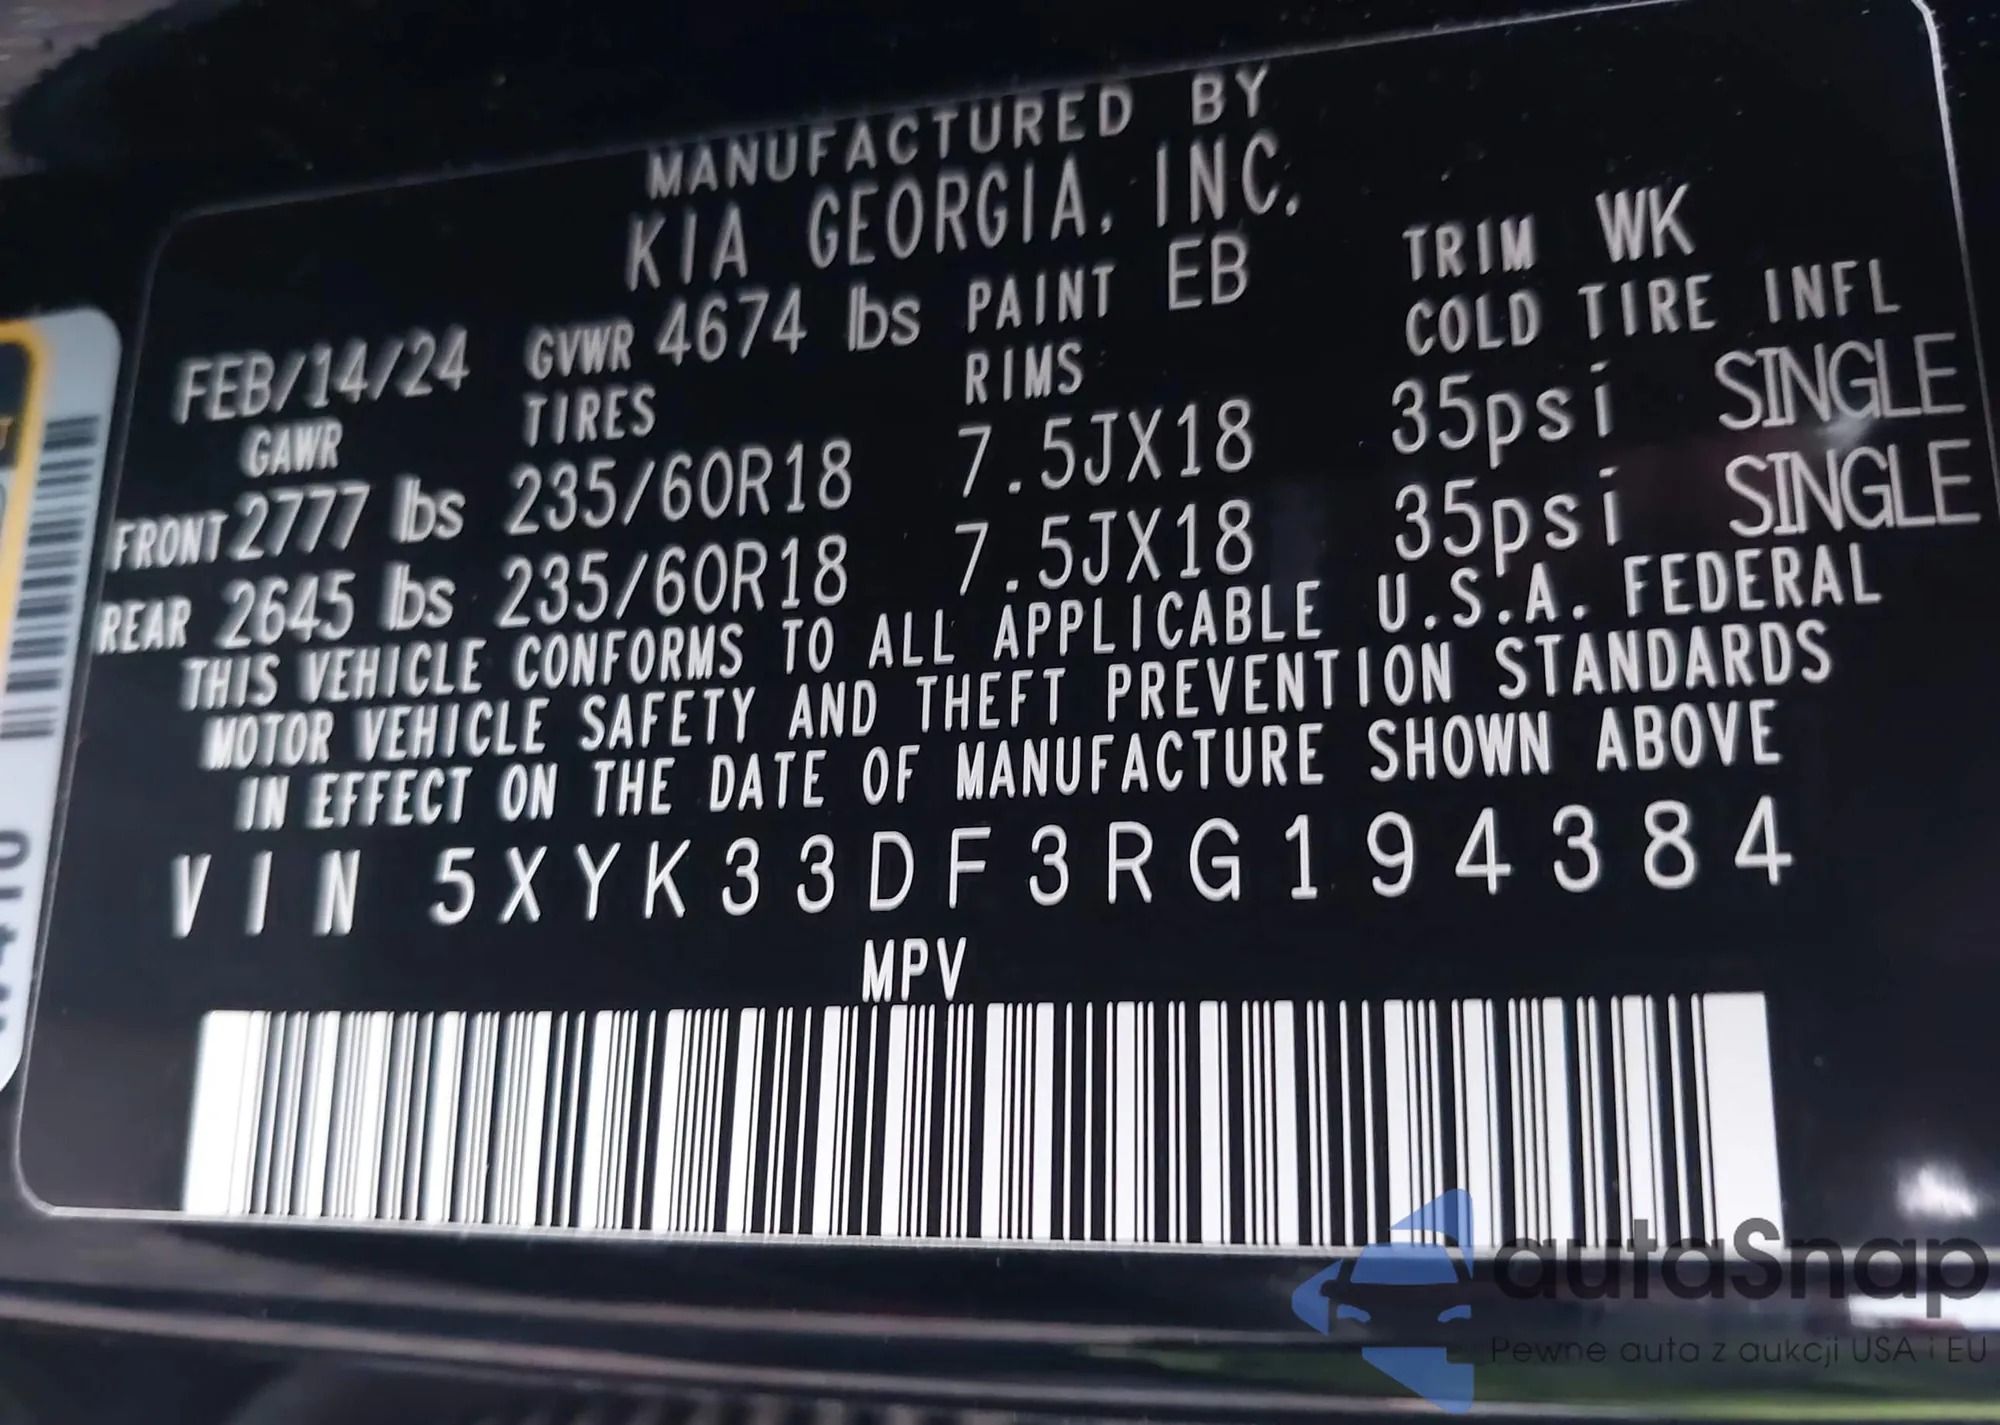 MANUFACTURED BY
KIA GEORGIA, INC.
FEB/14/24 GVWR 4674 lbs PAINT EB TRIM WK
GAWR TIRES RIMS COLD TIRE INFL
FRONT 2777 lbs 235/60R18 7.5JX18 35psi SINGLE
REAR 2645 lbs 235/60R18 7.5JX18 35psi SINGLE
THIS VEHICLE CONFORMS TO ALL APPLICABLE U.S.A. FEDERAL
MOTOR VEHICLE SAFETY AND THEFT PREVENTION STANDARDS
IN EFFECT ON THE DATE OF MANUFACTURE SHOWN ABOVE
VIN 5XYK33DF3RG194384
MPV
autaSnap
Pewne auta z aukcji USA i EU